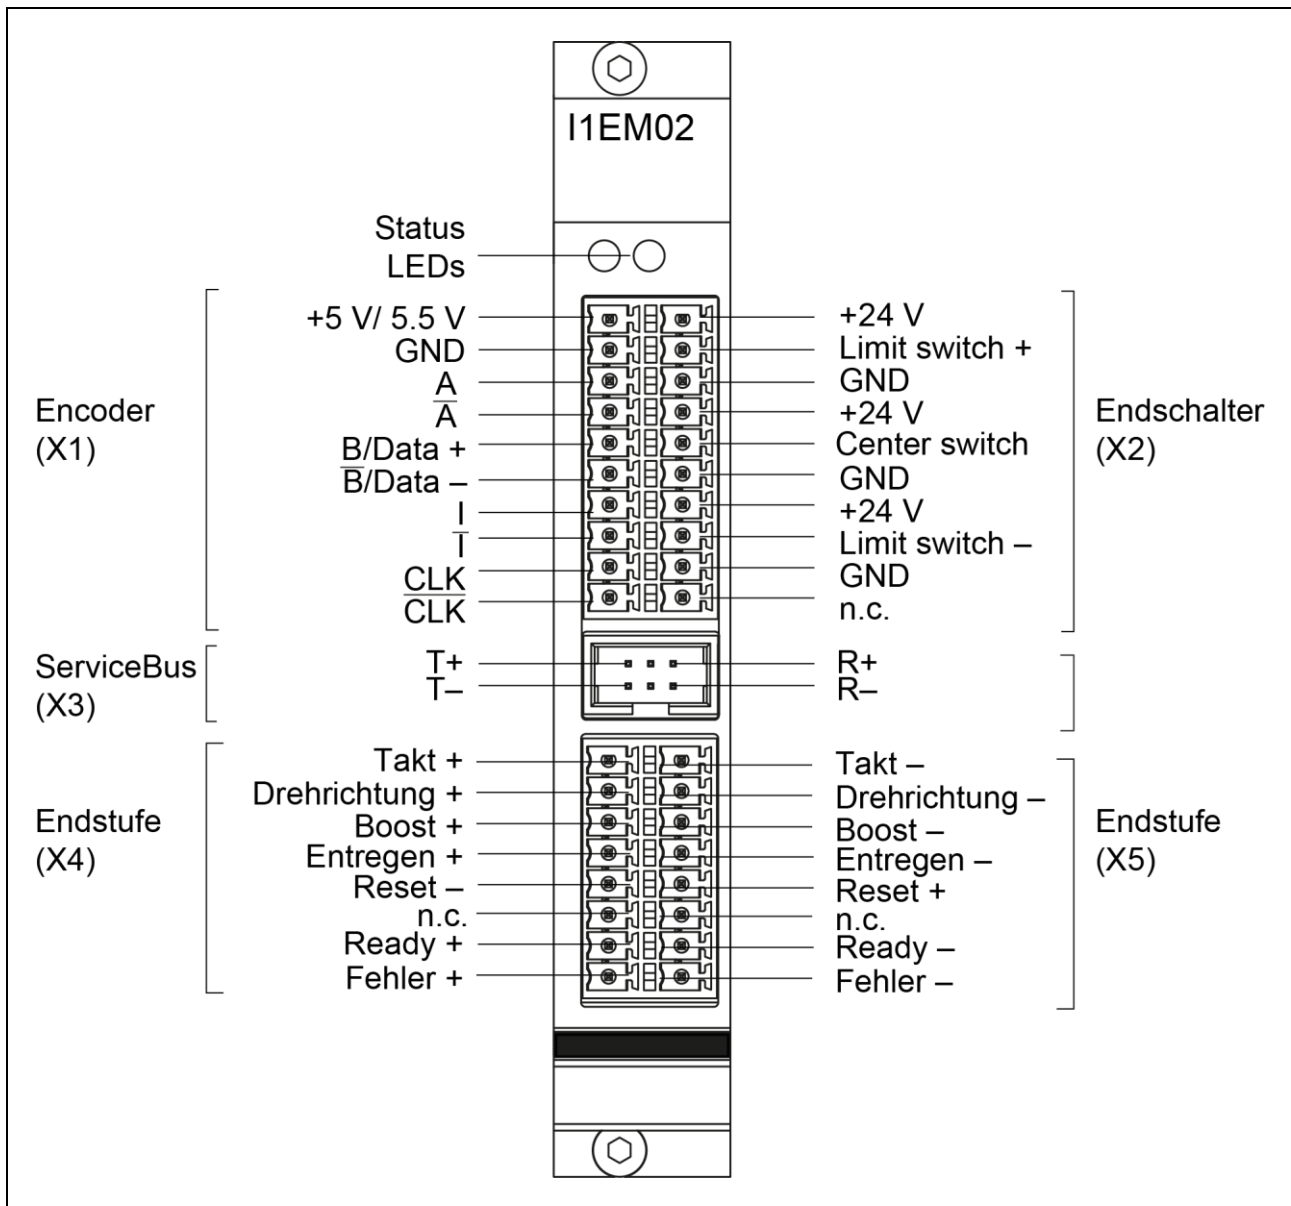 I1EM02
Status
LEDs
Encoder
(X1)
+5 V/ 5.5 V
GND
A
A̅
B/Data +
B̅/Data –
I
I̅
CLK
C̅L̅K̅
+24 V
Limit switch +
GND
+24 V
Center switch
GND
+24 V
Limit switch –
GND
n.c.
Endschalter
(X2)
ServiceBus
(X3)
T+
T–
R+
R–
Endstufe
(X4)
Takt +
Drehrichtung +
Boost +
Entregen +
Reset –
n.c.
Ready +
Fehler +
Takt –
Drehrichtung –
Boost –
Entregen –
Reset +
n.c.
Ready –
Fehler –
Endstufe
(X5)